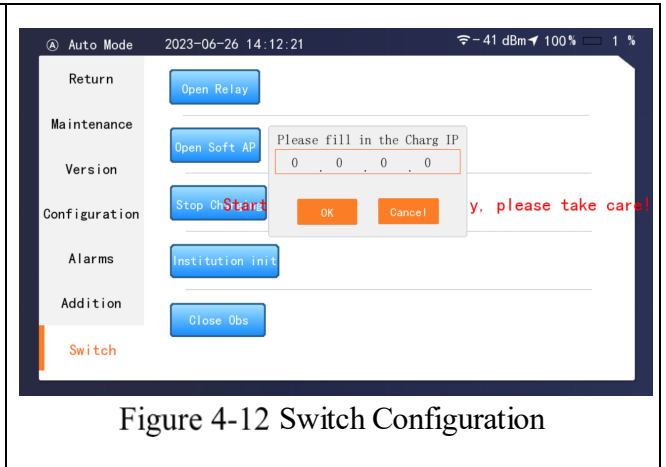 Ⓐ Auto Mode 2023-06-26 14:12:21 -41 dBm 100% 1 %
Return
Maintenance
Version
Configuration
Alarms
Addition
Switch
Open Relay
Open Soft AP
Stop Charging
Institution init
Close Obs
Start y, please take care!
Please fill in the Charg IP
0 . 0 . 0 . 0
OK Cancel
Figure 4-12 Switch Configuration